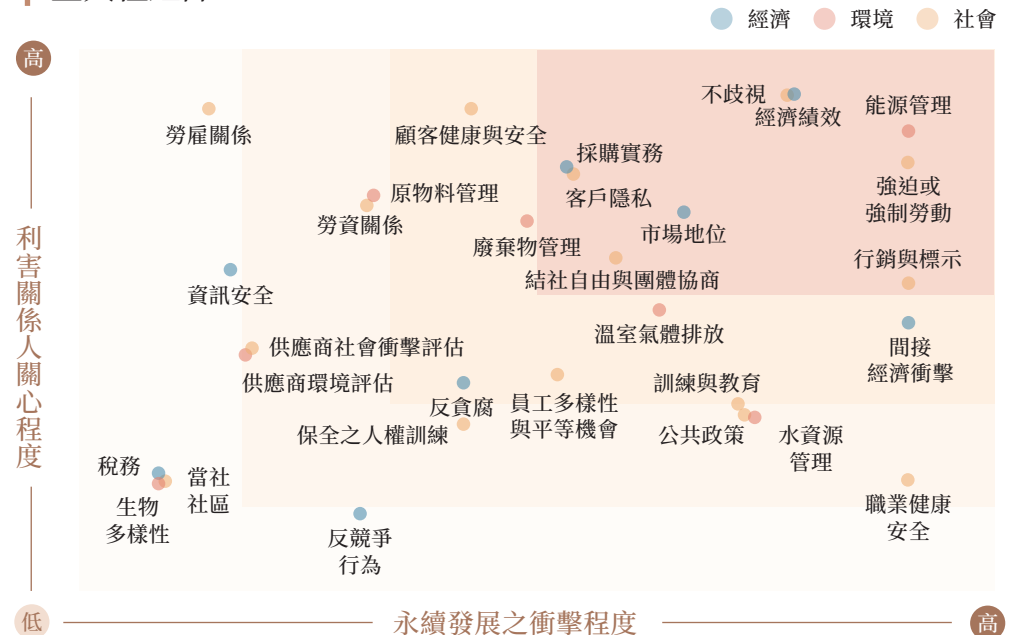 經濟
環境
社會
高
不歧視
經濟績效
能源管理
勞雇關係
顧客健康與安全
採購實務
強迫或
強制勞動
原物料管理
客戶隱私
勞資關係
市場地位
廢棄物管理
行銷與標示
結社自由與團體協商
資訊安全
溫室氣體排放
間接
經濟衝擊
供應商社會衝擊評估
供應商環境評估
訓練與教育
反貪腐
員工多樣性
與平等機會
保全之人權訓練
公共政策
水資源
管理
稅務
當社
社區
生物
多樣性
職業健康
安全
反競爭
行為
利害關係人關心程度
低
永續發展之衝擊程度
高